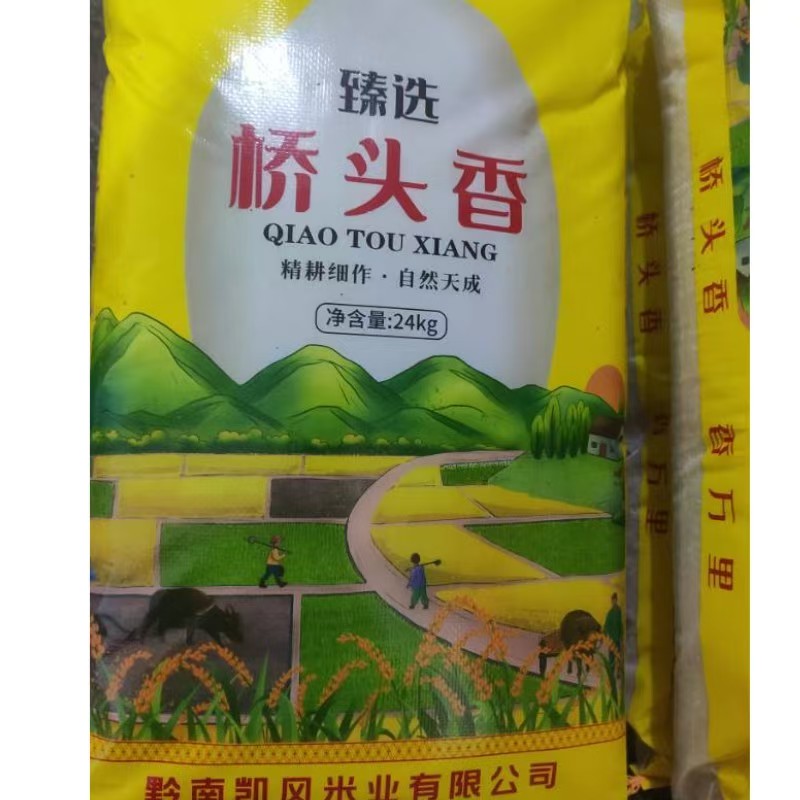 臻选
桥头香
QIAO TOU XIANG
精耕细作·自然天成
净含量:24kg
黔南凯冈米业有限公司
桥头香
香万里
桥头香
香万里